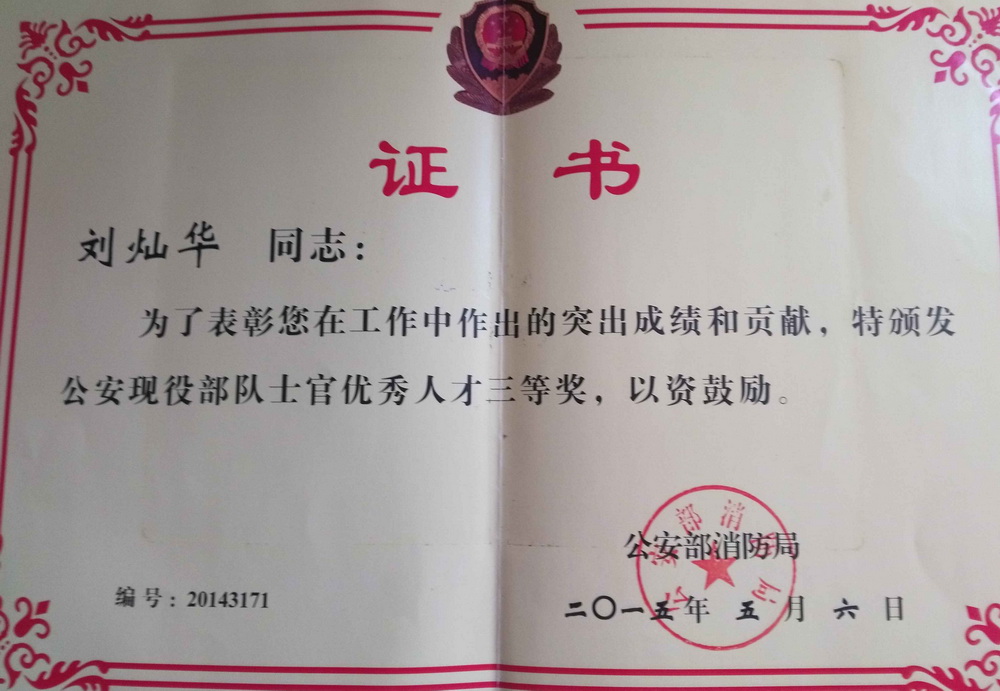 证书
刘灿华 同志：
为了表彰您在工作中作出的突出成绩和贡献，特颁发
公安现役部队士官优秀人才三等奖，以资鼓励。
公安部消防局
编号：20143171
二〇一五年 五 月 六 日